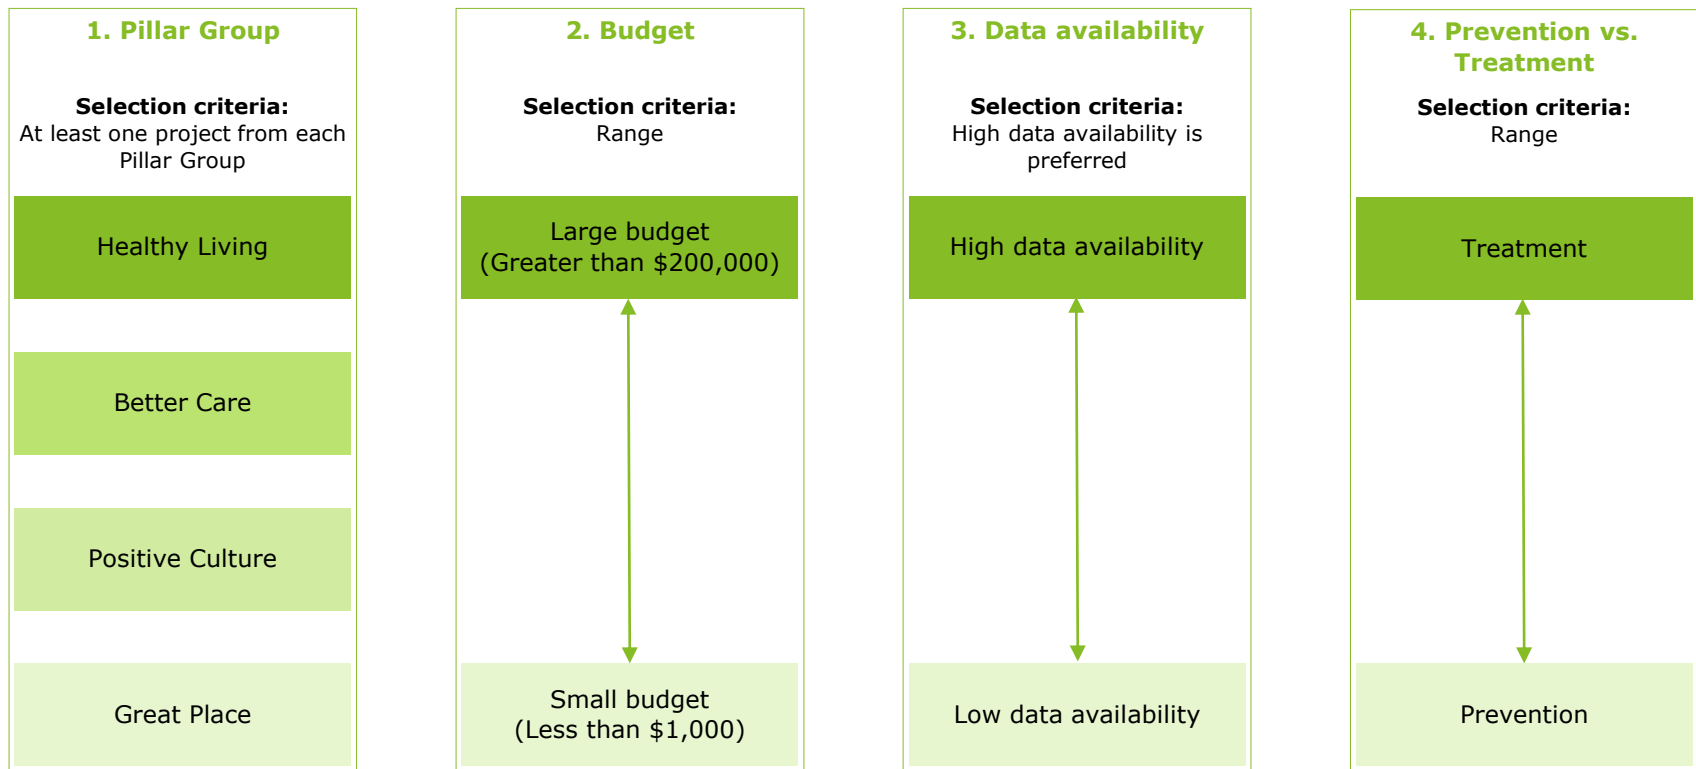 1. Pillar Group
Selection criteria:
At least one project from each
Pillar Group
Healthy Living
Better Care
Positive Culture
Great Place
2. Budget
Selection criteria:
Range
Large budget
(Greater than $200,000)
Small budget
(Less than $1,000)
3. Data availability
Selection criteria:
High data availability is
preferred
High data availability
Low data availability
4. Prevention vs.
Treatment
Selection criteria:
Range
Treatment
Prevention